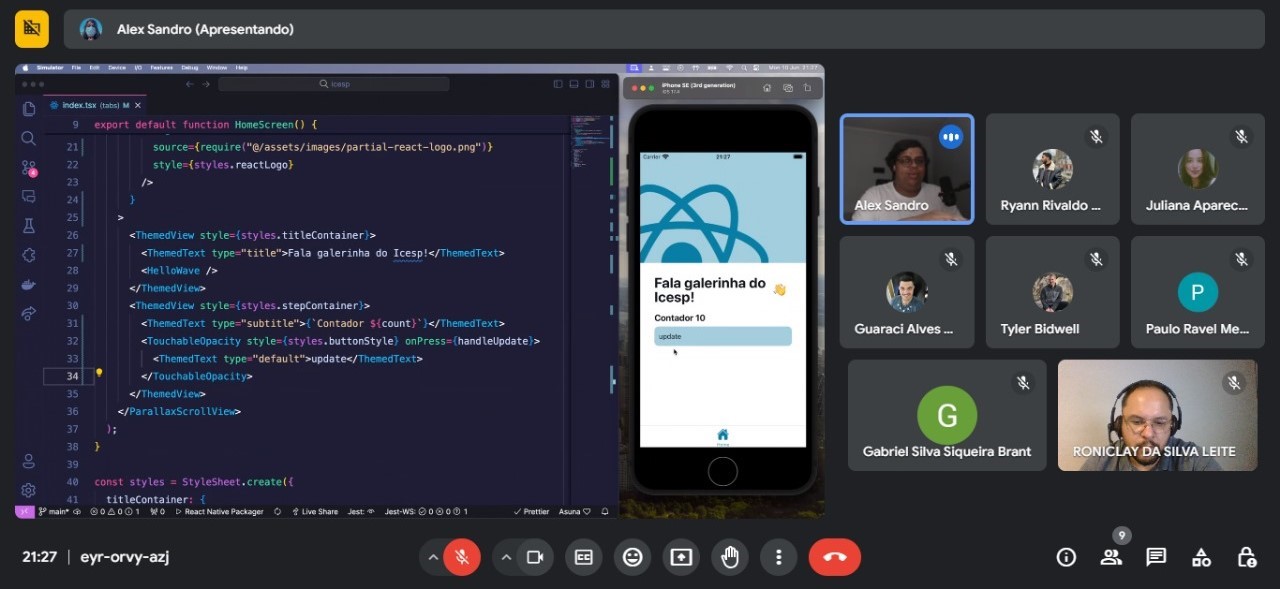 Alex Sandro (Apresentando)
Simulator File Edit Device I/O Features Debug Window Help
Mon 10 Jun 21:27
icesp
index.tsx (tabs) M
9 export default function HomeScreen() {
21 source={require("@/assets/images/partial-react-logo.png")}
22 style={styles.reactLogo}
23 />
24 }
25 >
26 <ThemedView style={styles.titleContainer}>
27 <ThemedText type="title">Fala galerinha do Icesp!</ThemedText>
28 <HelloWave />
29 </ThemedView>
30 <ThemedView style={styles.stepContainer}>
31 <ThemedText type="subtitle">{`Contador ${count}`}</ThemedText>
32 <TouchableOpacity style={styles.buttonStyle} onPress={handleUpdate}>
33 <ThemedText type="default">update</ThemedText>
34 </TouchableOpacity>
35 </ThemedView>
36 </ParallaxScrollView>
37 );
38 }
39
40 const styles = StyleSheet.create({
41 titleContainer: {
main* 0 0 1 0 React Native Packager Live Share Jest: Jest-WS: 0 0 1 Prettier Asuna
iPhone SE (3rd generation)
iOS 17.4
Carrier 21:27
Fala galerinha do
Icesp!
Contador 10
update
Home
Alex Sandro
Ryann Rivaldo ...
Juliana Aparec...
Guaraci Alves ...
Tyler Bidwell
P
Paulo Ravel Me...
G
Gabriel Silva Siqueira Brant
RONICLAY DA SILVA LEITE
21:27 | eyr-orvy-azj
9